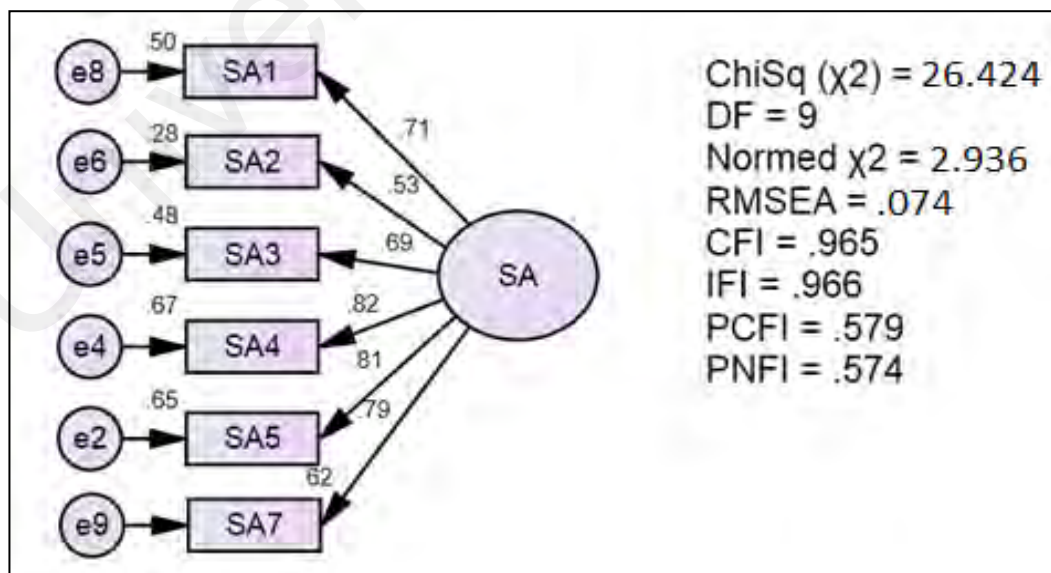 .50
e8
SA1
.71
.28
e6
SA2
.53
.48
e5
SA3
.69
SA
.67
e4
SA4
.82
.81
.65
e2
SA5
.79
62
e9
SA7
ChiSq (χ2) = 26.424
DF = 9
Normed χ2 = 2.936
RMSEA = .074
CFI = .965
IFI = .966
PCFI = .579
PNFI = .574